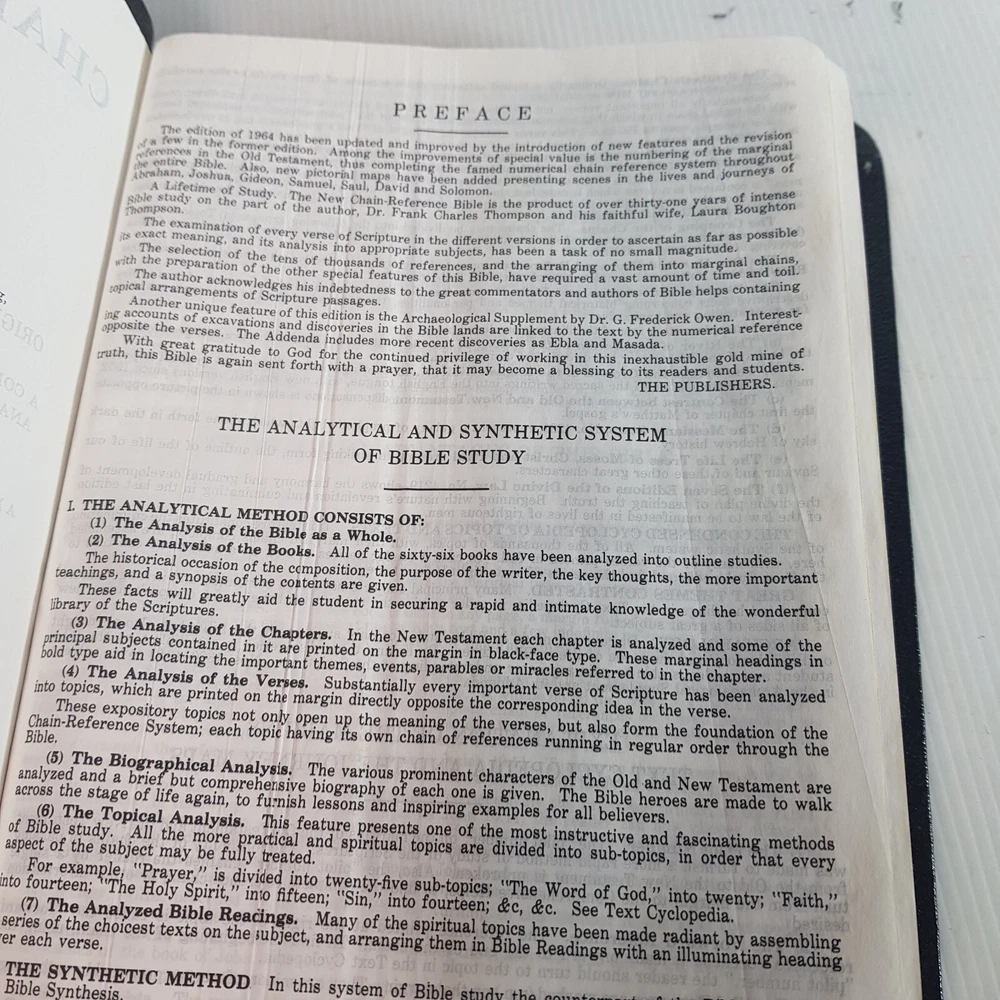 PREFACE
The edition of 1964 has been updated and improved by the introduction of new features and the revision
of a few in the former edition. Among the improvements of special value is the numbering of the marginal
references in the Old Testament, thus completing the famed numerical chain reference system throughout
the entire Bible. Also, new pictorial maps have been added presenting scenes in the lives and journeys of
Abraham, Joshua, Gideon, Samuel, Saul, David and Solomon.
A Lifetime of Study. The New Chain-Reference Bible is the product of over thirty-one years of intense
Bible study on the part of the author, Dr. Frank Charles Thompson and his faithful wife, Laura Boughton
Thompson.
The examination of every verse of Scripture in the different versions in order to ascertain as far as possible
its exact meaning, and its analysis into appropriate subjects, has been a task of no small magnitude.
The selection of the tens of thousands of references, and the arranging of them into marginal chains,
with the preparation of the other special features of this Bible, have required a vast amount of time and toil.
The author acknowledges his indebtedness to the great commentators and authors of Bible helps containing
topical arrangements of Scripture passages.
Another unique feature of this edition is the Archaeological Supplement by Dr. G. Frederick Owen. Interest-
ing accounts of excavations and discoveries in the Bible lands are linked to the text by the numerical reference
opposite the verses. The Addenda includes more recent discoveries as Ebla and Masada.
With great gratitude to God for the continued privilege of working in this inexhaustible gold mine of
truth, this Bible is again sent forth with a prayer, that it may become a blessing to its readers and students.
THE PUBLISHERS.
THE ANALYTICAL AND SYNTHETIC SYSTEM
OF BIBLE STUDY
I. THE ANALYTICAL METHOD CONSISTS OF:
(1) The Analysis of the Bible as a Whole.
(2) The Analysis of the Books. All of the sixty-six books have been analyzed into outline studies.
The historical occasion of the composition, the purpose of the writer, the key thoughts, the more important
teachings, and a synopsis of the contents are given.
These facts will greatly aid the student in securing a rapid and intimate knowledge of the wonderful
library of the Scriptures.
(3) The Analysis of the Chapters. In the New Testament each chapter is analyzed and some of the
principal subjects contained in it are printed on the margin in black-face type. These marginal headings in
bold type aid in locating the important themes, events, parables or miracles referred to in the chapter.
(4) The Analysis of the Verses. Substantially every important verse of Scripture has been analyzed
into topics, which are printed on the margin directly opposite the corresponding idea in the verse.
These expository topics not only open up the meaning of the verses, but also form the foundation of the
Chain-Reference System; each topic having its own chain of references running in regular order through the
Bible.
(5) The Biographical Analysis. The various prominent characters of the Old and New Testament are
analyzed and a brief but comprehensive biography of each one is given. The Bible heroes are made to walk
across the stage of life again, to furnish lessons and inspiring examples for all believers.
(6) The Topical Analysis. This feature presents one of the most instructive and fascinating methods
of Bible study. All the more practical and spiritual topics are divided into sub-topics, in order that every
aspect of the subject may be fully treated.
For example, "Prayer," is divided into twenty-five sub-topics; "The Word of God," into twenty; "Faith,"
into fourteen; "The Holy Spirit," into fifteen; "Sin," into fourteen; &c, &c. See Text Cyclopedia.
(7) The Analyzed Bible Readings. Many of the spiritual topics have been made radiant by assembling
series of the choicest texts on the subject, and arranging them in Bible Readings with an illuminating heading
er each verse.
THE SYNTHETIC METHOD In this system of Bible study the
Bible Synthesis.